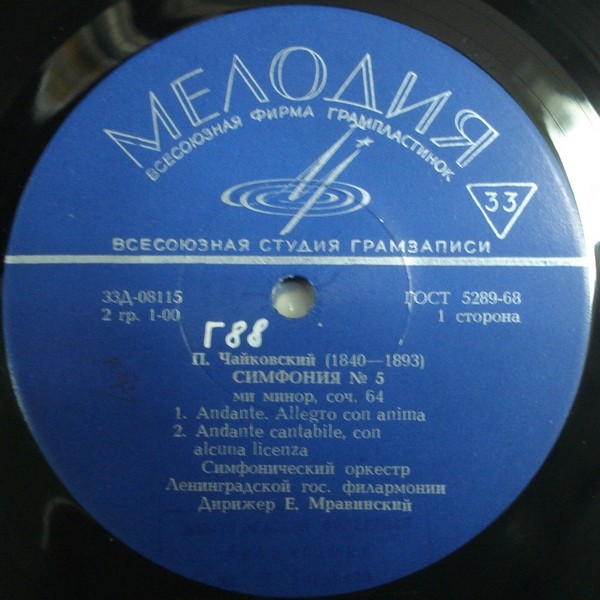 МЕЛОДИЯ
ВСЕСОЮЗНАЯ ФИРМА ГРАМПЛАСТИНОК
33
ВСЕСОЮЗНАЯ СТУДИЯ ГРАМЗАПИСИ
33Д-08115 ГОСТ 5289-68
2 гр. 1-00 1 сторона
Г88
П. Чайковский (1840—1893)
СИМФОНИЯ № 5
ми минор, соч. 64
1. Andante. Allegro con anima
2. Andante cantabile, con
alcuna licenza
Симфонический оркестр
Ленинградской гос. филармонии
Дирижер Е. Мравинский